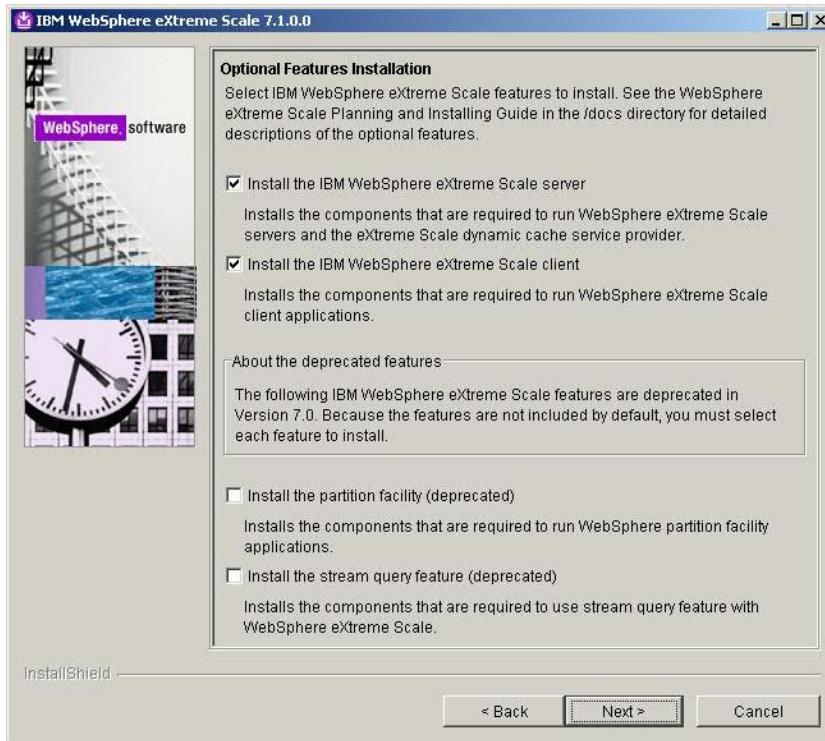 IBM WebSphere eXtreme Scale 7.1.0.0
WebSphere, software
Optional Features Installation
Select IBM WebSphere eXtreme Scale features to install. See the WebSphere
eXtreme Scale Planning and Installing Guide in the /docs directory for detailed
descriptions of the optional features.
Install the IBM WebSphere eXtreme Scale server
Installs the components that are required to run WebSphere eXtreme Scale
servers and the eXtreme Scale dynamic cache service provider.
Install the IBM WebSphere eXtreme Scale client
Installs the components that are required to run WebSphere eXtreme Scale
client applications.
About the deprecated features
The following IBM WebSphere eXtreme Scale features are deprecated in
Version 7.0. Because the features are not included by default, you must select
each feature to install.
Install the partition facility (deprecated)
Installs the components that are required to run WebSphere partition facility
applications.
Install the stream query feature (deprecated)
Installs the components that are required to use stream query feature with
WebSphere eXtreme Scale.
InstallShield
< Back
Next >
Cancel